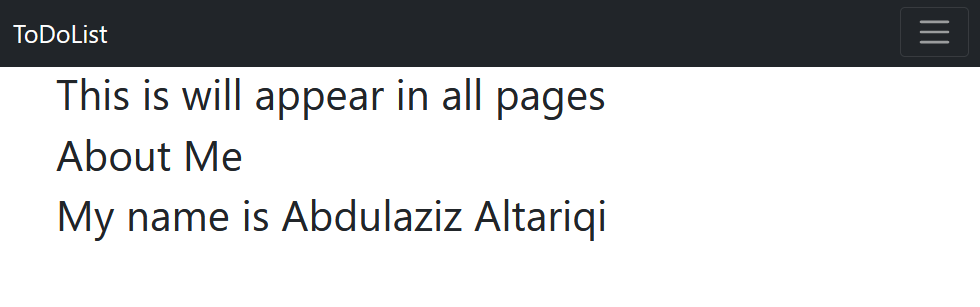 ToDoList
This is will appear in all pages
About Me
My name is Abdulaziz Altariqi